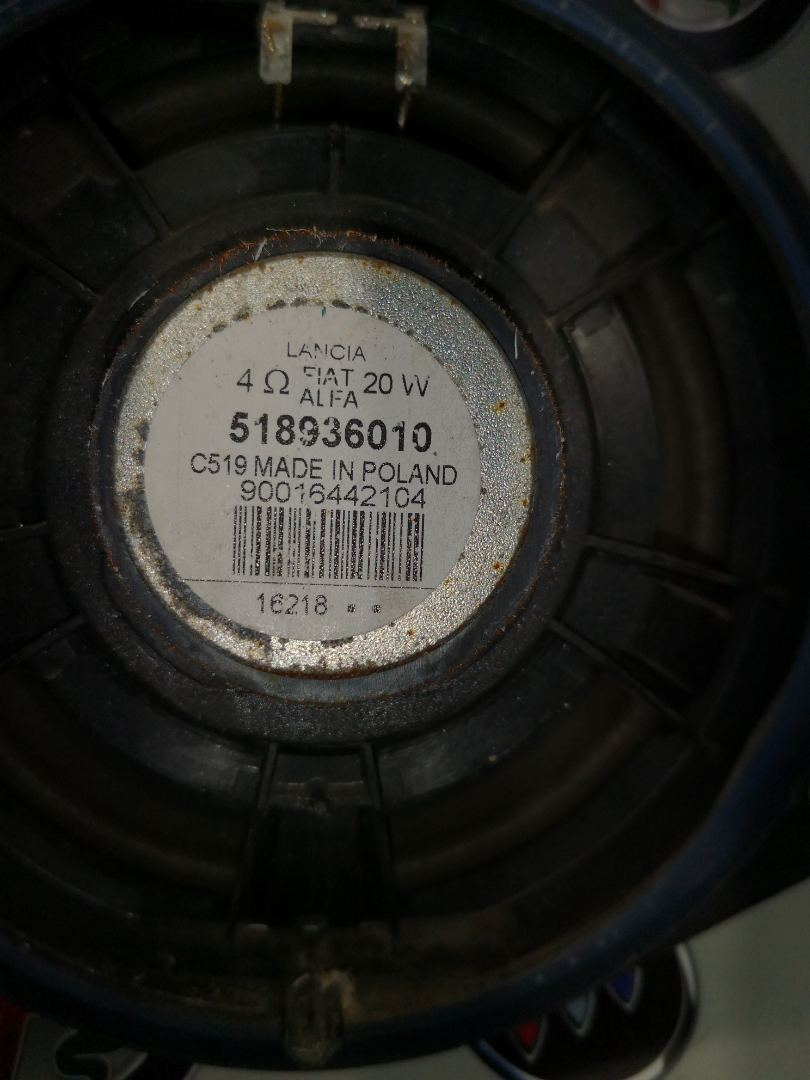 LANCIA
4 Ω FIAT 20 W
ALFA
518936010
C519 MADE IN POLAND
90016442104
16218